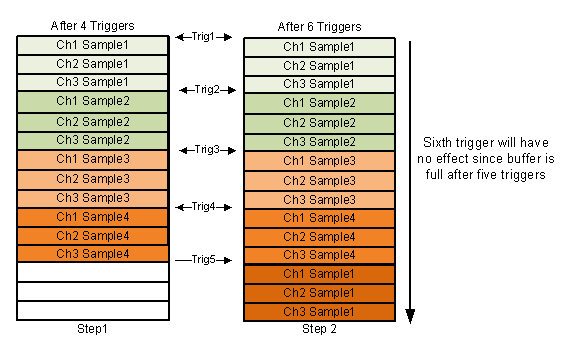 After 4 Triggers
Ch1 Sample1
Ch2 Sample1
Ch3 Sample1
Ch1 Sample2
Ch2 Sample2
Ch3 Sample2
Ch1 Sample3
Ch2 Sample3
Ch3 Sample3
Ch1 Sample4
Ch2 Sample4
Ch3 Sample4
Step1
Trig1
Trig2
Trig3
Trig4
Trig5
After 6 Triggers
Ch1 Sample1
Ch2 Sample1
Ch3 Sample1
Ch1 Sample2
Ch2 Sample2
Ch3 Sample2
Ch1 Sample3
Ch2 Sample3
Ch3 Sample3
Ch1 Sample4
Ch2 Sample4
Ch3 Sample4
Ch1 Sample1
Ch2 Sample1
Ch3 Sample1
Step 2
Sixth trigger will have
no effect since buffer is
full after five triggers